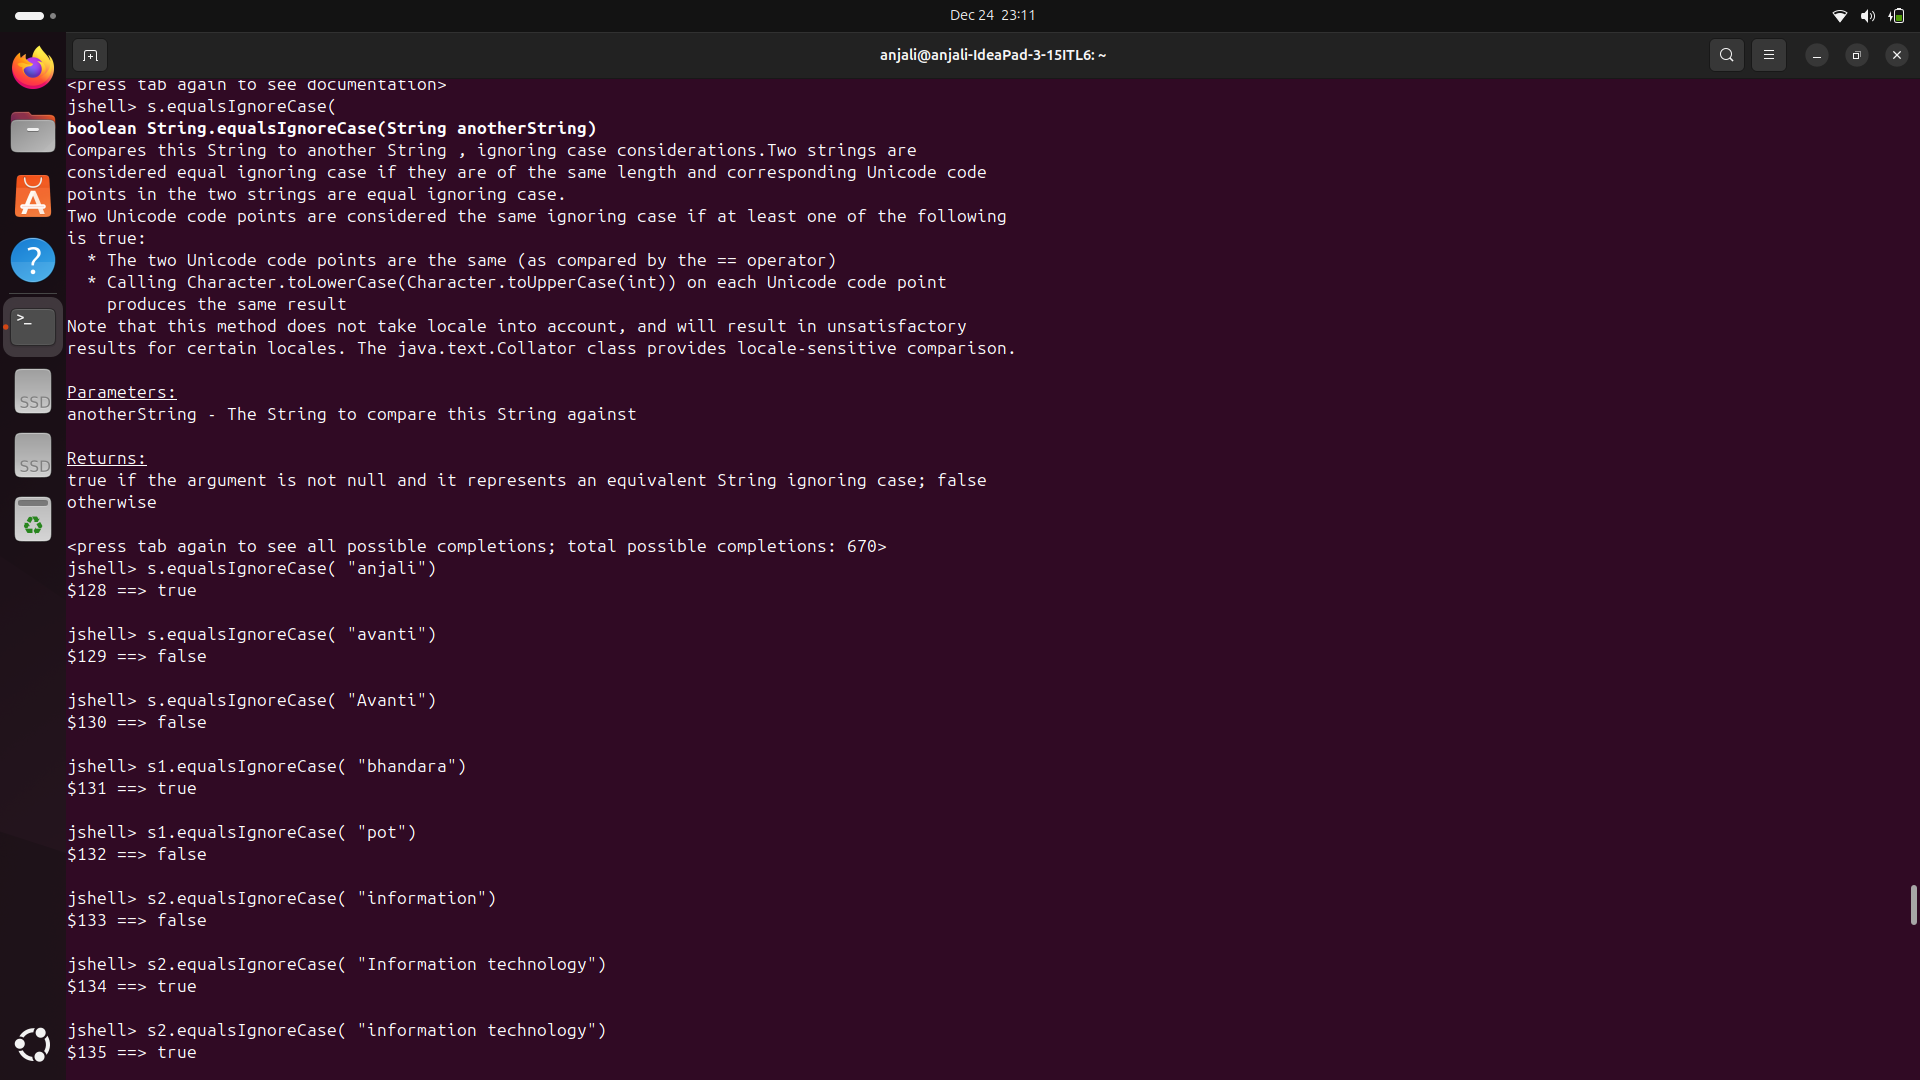 Dec 24 23:11
anjali@anjali-IdeaPad-3-15ITL6: ~
<press tab again to see documentation>
jshell> s.equalsIgnoreCase(
boolean String.equalsIgnoreCase(String anotherString)
Compares this String to another String , ignoring case considerations.Two strings are
considered equal ignoring case if they are of the same length and corresponding Unicode code
points in the two strings are equal ignoring case.
Two Unicode code points are considered the same ignoring case if at least one of the following
is true:
  * The two Unicode code points are the same (as compared by the == operator)
  * Calling Character.toLowerCase(Character.toUpperCase(int)) on each Unicode code point
    produces the same result
Note that this method does not take locale into account, and will result in unsatisfactory
results for certain locales. The java.text.Collator class provides locale-sensitive comparison.
Parameters:
anotherString - The String to compare this String against
Returns:
true if the argument is not null and it represents an equivalent String ignoring case; false
otherwise
<press tab again to see all possible completions; total possible completions: 670>
jshell> s.equalsIgnoreCase( "anjali")
$128 ==> true
jshell> s.equalsIgnoreCase( "avanti")
$129 ==> false
jshell> s.equalsIgnoreCase( "Avanti")
$130 ==> false
jshell> s1.equalsIgnoreCase( "bhandara")
$131 ==> true
jshell> s1.equalsIgnoreCase( "pot")
$132 ==> false
jshell> s2.equalsIgnoreCase( "information")
$133 ==> false
jshell> s2.equalsIgnoreCase( "Information technology")
$134 ==> true
jshell> s2.equalsIgnoreCase( "information technology")
$135 ==> true
SSD
SSD